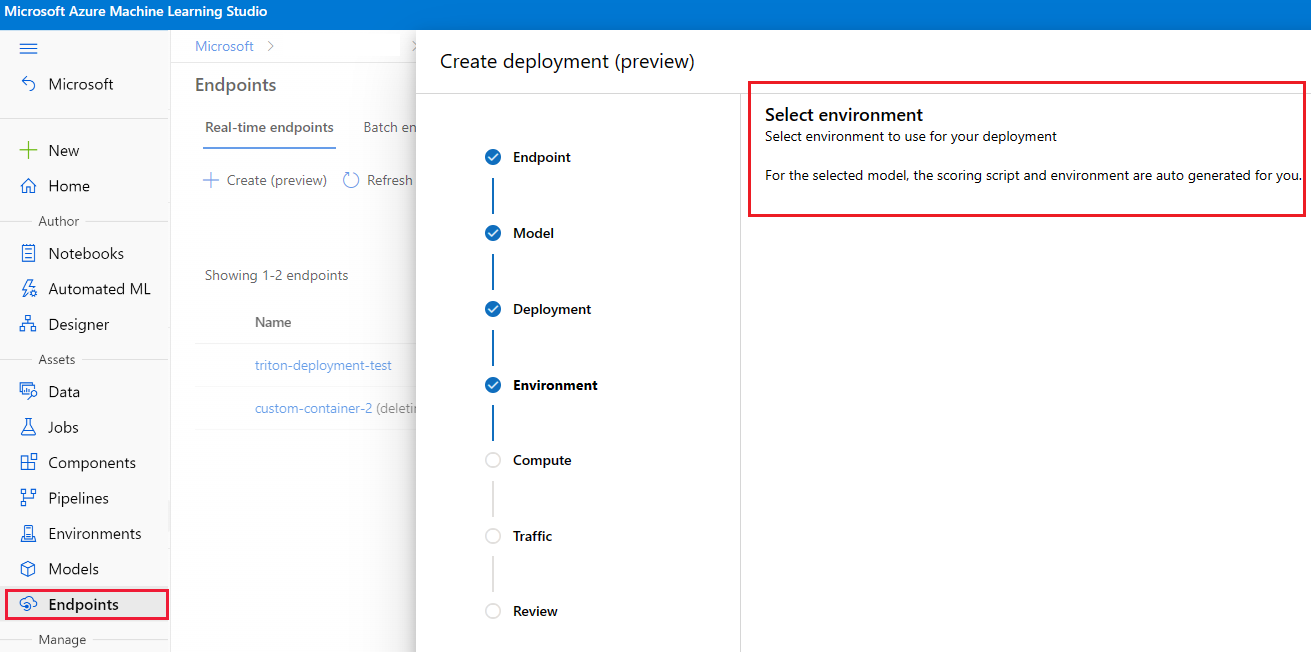 Microsoft Azure Machine Learning Studio
Microsoft
New
Home
Author
Notebooks
Automated ML
Designer
Assets
Data
Jobs
Components
Pipelines
Environments
Models
Endpoints
Manage
Microsoft
Endpoints
Real-time endpoints
Batch en
Create (preview)
Refresh
Showing 1-2 endpoints
Name
triton-deployment-test
custom-container-2 (deletin
Create deployment (preview)
Endpoint
Model
Deployment
Environment
Compute
Traffic
Review
Select environment
Select environment to use for your deployment
For the selected model, the scoring script and environment are auto generated for you.